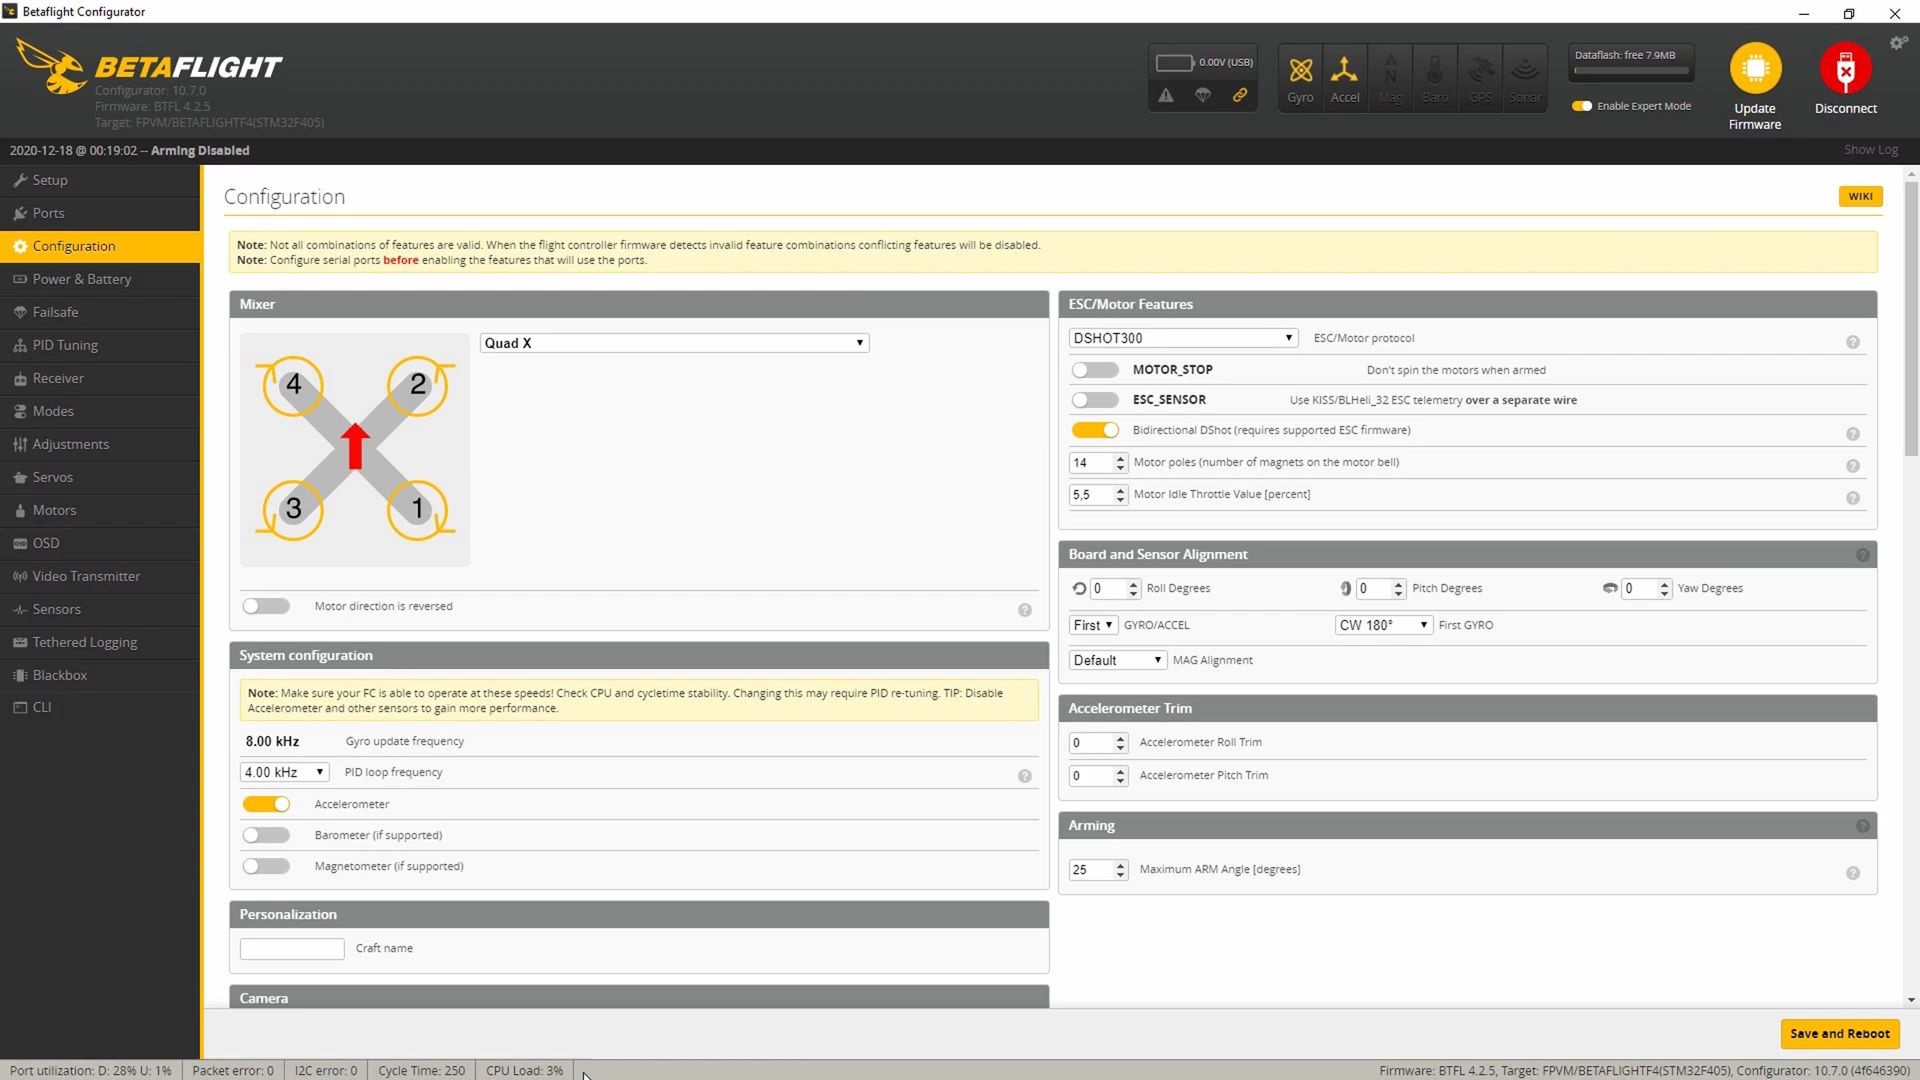 Betaflight Configurator
BETAFLIGHT
Configurator: 10.7.0
Firmware: BTFL 4.2.5
Target: FPVM/BETAFLIGHTF4(STM32F405)
0.00V (USB)
Gyro
Accel
Mag
Baro
GPS
Sonar
Dataflash: free 7.9MB
Enable Expert Mode
Update
Firmware
Disconnect
2020-12-18 @ 00:19:02 -- Arming Disabled
Show Log
Setup
Ports
Configuration
Power & Battery
Failsafe
PID Tuning
Receiver
Modes
Adjustments
Servos
Motors
OSD
Video Transmitter
Sensors
Tethered Logging
Blackbox
CLI
Configuration
WIKI
Note: Not all combinations of features are valid. When the flight controller firmware detects invalid feature combinations conflicting features will be disabled.
Note: Configure serial ports before enabling the features that will use the ports.
Mixer
4
2
3
1
Quad X
Motor direction is reversed
System configuration
Note: Make sure your FC is able to operate at these speeds! Check CPU and cycletime stability. Changing this may require PID re-tuning. TIP: Disable
Accelerometer and other sensors to gain more performance.
8.00 kHz Gyro update frequency
4.00 kHz PID loop frequency
Accelerometer
Barometer (if supported)
Magnetometer (if supported)
Personalization
Craft name
Camera
ESC/Motor Features
DSHOT300 ESC/Motor protocol
MOTOR_STOP Don't spin the motors when armed
ESC_SENSOR Use KISS/BLHeli_32 ESC telemetry over a separate wire
Bidirectional DShot (requires supported ESC firmware)
14 Motor poles (number of magnets on the motor bell)
5,5 Motor Idle Throttle Value [percent]
Board and Sensor Alignment
0 Roll Degrees 0 Pitch Degrees 0 Yaw Degrees
First GYRO/ACCEL CW 180° First GYRO
Default MAG Alignment
Accelerometer Trim
0 Accelerometer Roll Trim
0 Accelerometer Pitch Trim
Arming
25 Maximum ARM Angle [degrees]
Save and Reboot
Port utilization: D: 28% U: 1% Packet error: 0 I2C error: 0 Cycle Time: 250 CPU Load: 3%
Firmware: BTFL 4.2.5, Target: FPVM/BETAFLIGHTF4(STM32F405), Configurator: 10.7.0 (4f646390)